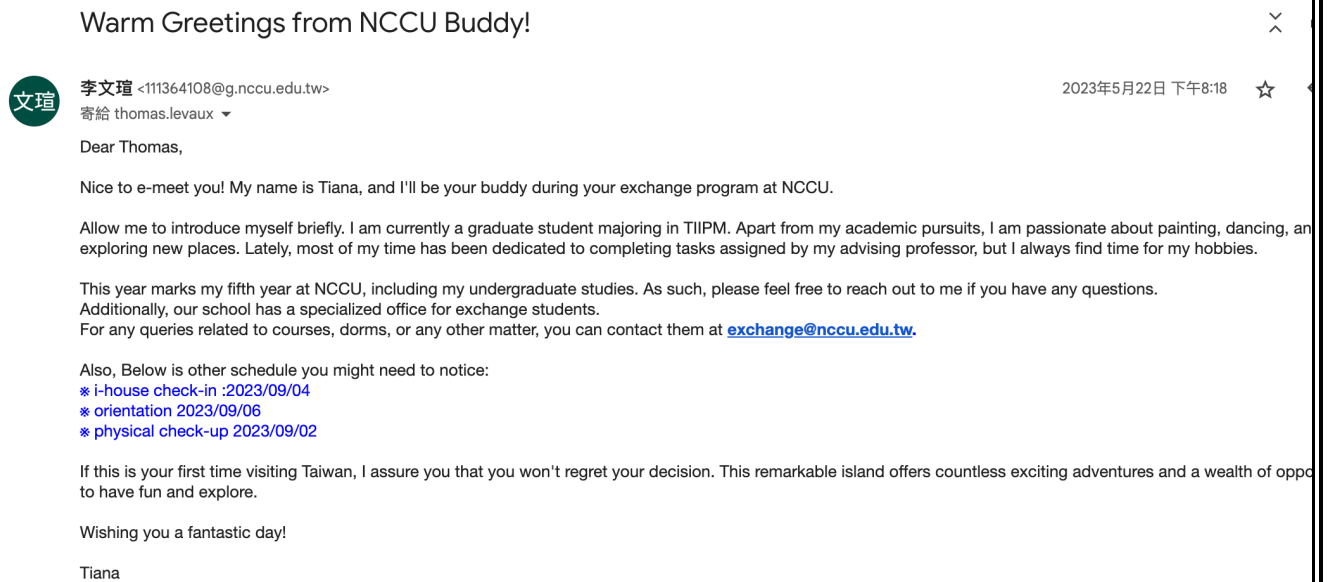 Warm Greetings from NCCU Buddy!
文瑄
李文瑄 <111364108@g.nccu.edu.tw>
2023年5月22日 下午8:18
寄給 thomas.levaux
Dear Thomas,
Nice to e-meet you! My name is Tiana, and I'll be your buddy during your exchange program at NCCU.
Allow me to introduce myself briefly. I am currently a graduate student majoring in TIIPM. Apart from my academic pursuits, I am passionate about painting, dancing, an
exploring new places. Lately, most of my time has been dedicated to completing tasks assigned by my advising professor, but I always find time for my hobbies.
This year marks my fifth year at NCCU, including my undergraduate studies. As such, please feel free to reach out to me if you have any questions.
Additionally, our school has a specialized office for exchange students.
For any queries related to courses, dorms, or any other matter, you can contact them at exchange@nccu.edu.tw.
Also, Below is other schedule you might need to notice:
※ i-house check-in :2023/09/04
※ orientation 2023/09/06
※ physical check-up 2023/09/02
If this is your first time visiting Taiwan, I assure you that you won't regret your decision. This remarkable island offers countless exciting adventures and a wealth of oppo
to have fun and explore.
Wishing you a fantastic day!
Tiana